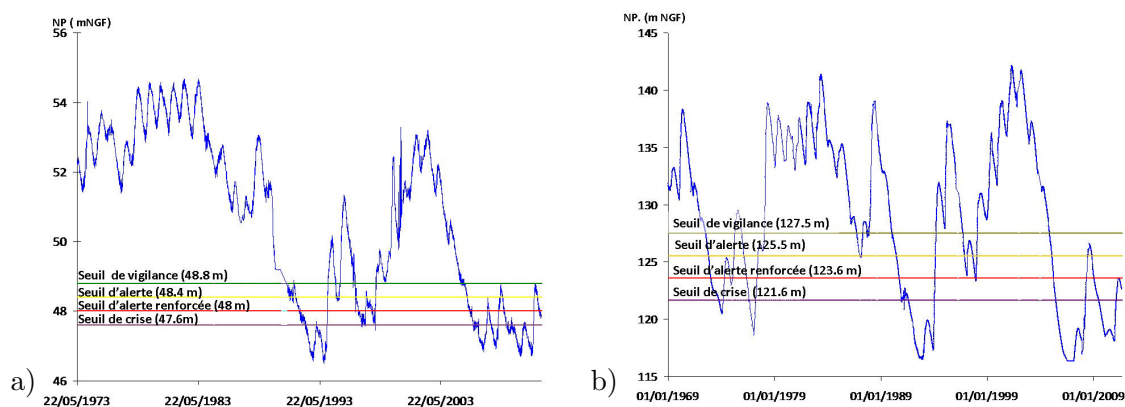 NP ( mNGF)
56
54
52
50
48
46
Seuil de vigilance (48.8 m)
Seuil d'alerte (48.4 m)
Seuil d'alerte renforcée (48 m)
Seuil de crise (47.6m)
22/05/1973
22/05/1983
22/05/1993
22/05/2003
a)
NP. (m NGF)
145
140
135
130
125
120
115
Seuil de vigilance (127.5 m)
Seuil d'alerte (125.5 m)
Seuil d'alerte renforcée (123.6 m)
Seuil de crise (121.6 m)
01/01/1969
01/01/1979
01/01/1989
01/01/1999
01/01/2009
b)